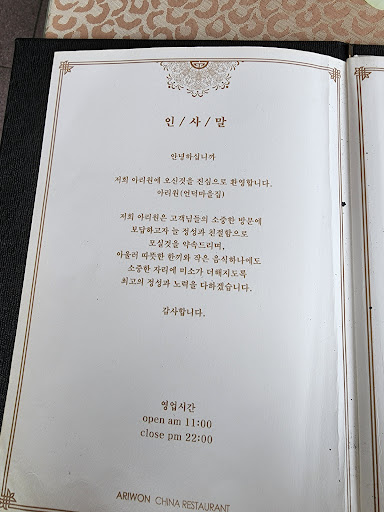 인/사/말
안녕하십니까
저희 아리원에 오신것을 진심으로 환영합니다.
아리원(언덕마을집)
저희 아리원은 고객님들의 소중한 방문에
보답하고자 늘 정성과 친절함으로
모실것을 약속드리며,
아울러 따뜻한 한끼와 작은 음식하나에도
소중한 자리에 미소가 더해지도록
최고의 정성과 노력을 다하겠습니다.
감사합니다.
영업시간
open am 11:00
close pm 22:00
ARIWON CHINA RESTAURANT